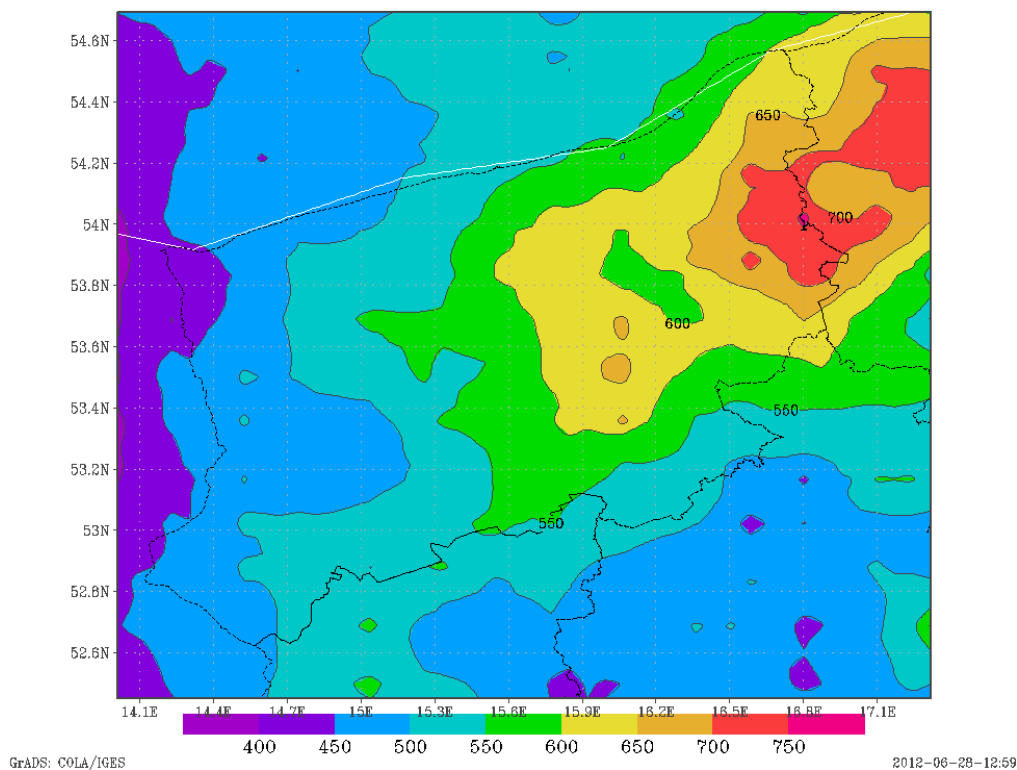 54.6N
54.4N
54.2N
54N
53.8N
53.6N
53.4N
53.2N
53N
52.8N
52.6N
650
700
600
550
550
14.1E 14.4E 14.7E 15E 15.3E 15.6E 15.9E 16.2E 16.5E 16.8E 17.1E
400 450 500 550 600 650 700 750
GrADS: COLA/IGES 2012-06-28-12:59